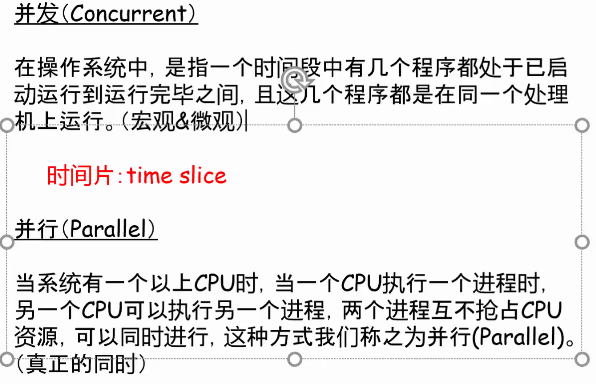 并发(Concurrent)
在操作系统中, 是指一个时间段中有几个程序都处于已启
动运行到运行完毕之间, 且这几个程序都是在同一个处理
机上运行。(宏观&微观)
时间片:time slice
并行(Parallel)
当系统有一个以上CPU时, 当一个CPU执行一个进程时,
另一个CPU可以执行另一个进程, 两个进程互不抢占CPU
资源, 可以同时进行, 这种方式我们称之为并行(Parallel)。
(真正的同时)